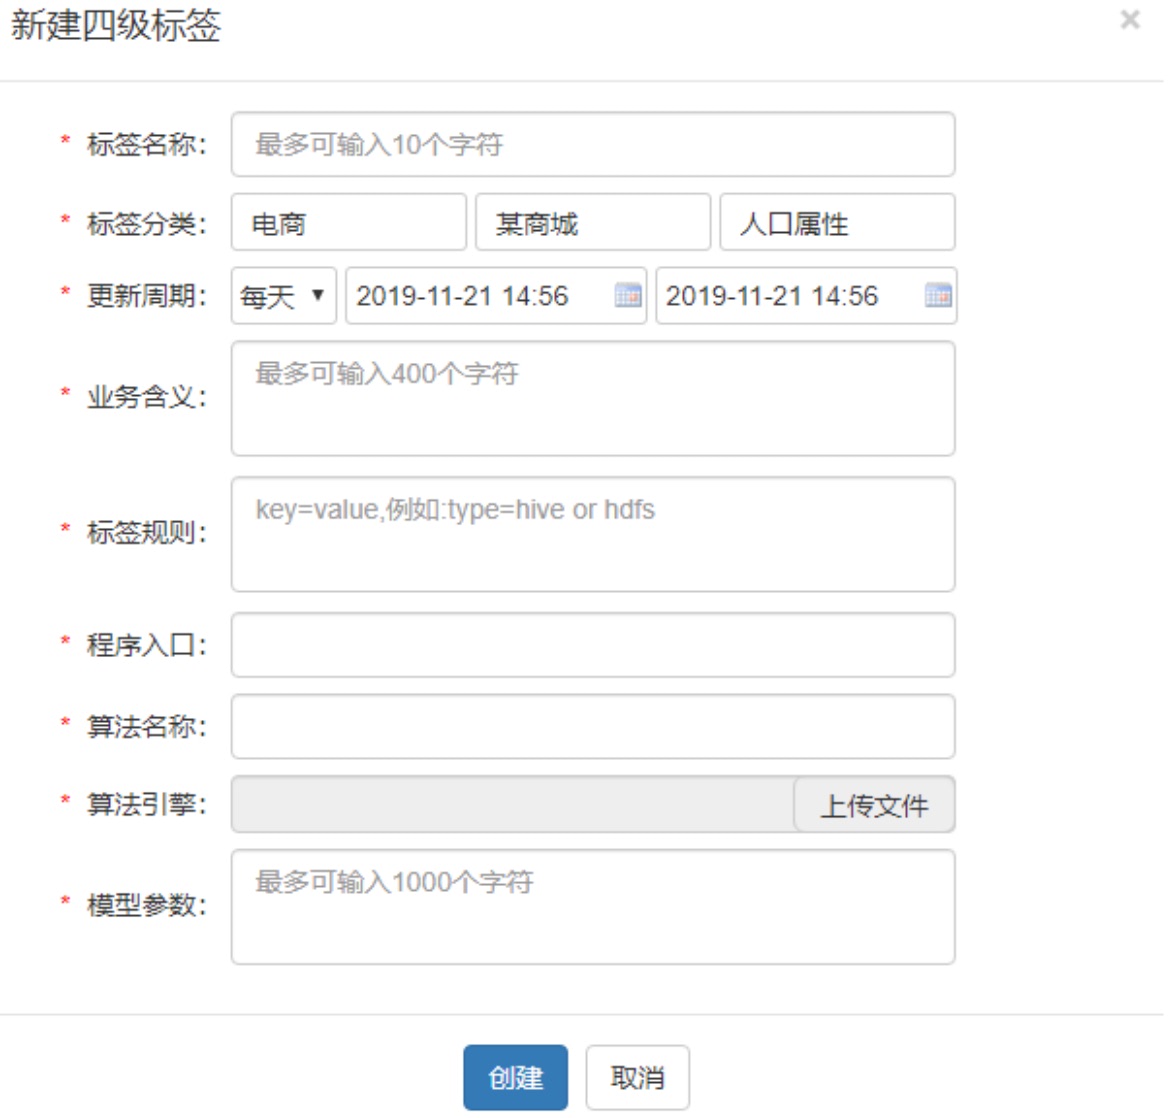 新建四级标签 ×
* 标签名称: 最多可输入10个字符
* 标签分类: 电商 某商城 人口属性
* 更新周期: 每天 ▼ 2019-11-21 14:56 2019-11-21 14:56
* 业务含义: 最多可输入400个字符
* 标签规则: key=value,例如:type=hive or hdfs
* 程序入口:
* 算法名称:
* 算法引擎: 上传文件
* 模型参数: 最多可输入1000个字符
创建 取消